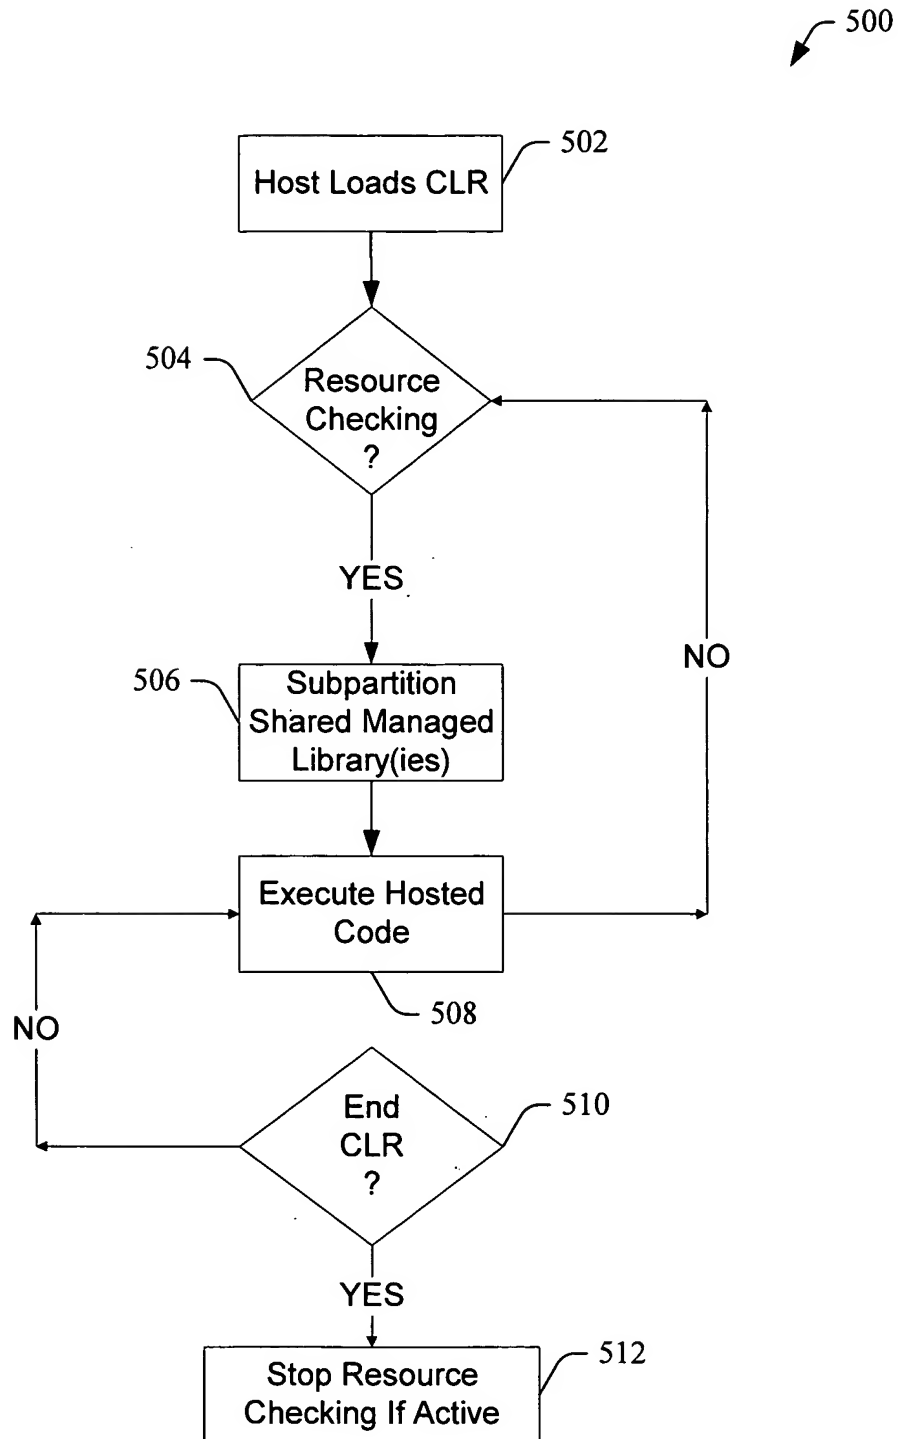 500
502
Host Loads CLR
504
Resource
Checking
?
YES
NO
506
Subpartition
Shared Managed
Library(ies)
Execute Hosted
Code
508
NO
End
CLR
?
510
YES
512
Stop Resource
Checking If Active